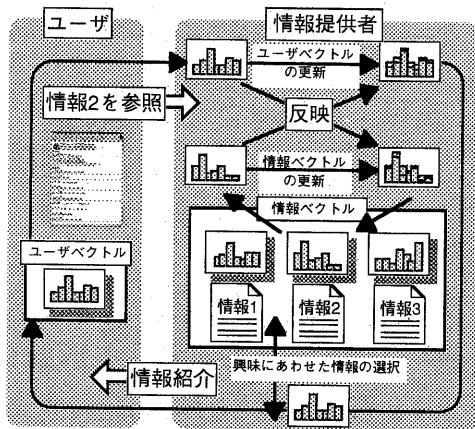 ユーザ
情報提供者
ユーザベクトル
の更新
情報2を参照
反映
情報ベクトル
の更新
情報ベクトル
ユーザベクトル
情報1
情報2
情報3
興味にあわせた情報の選択
情報紹介